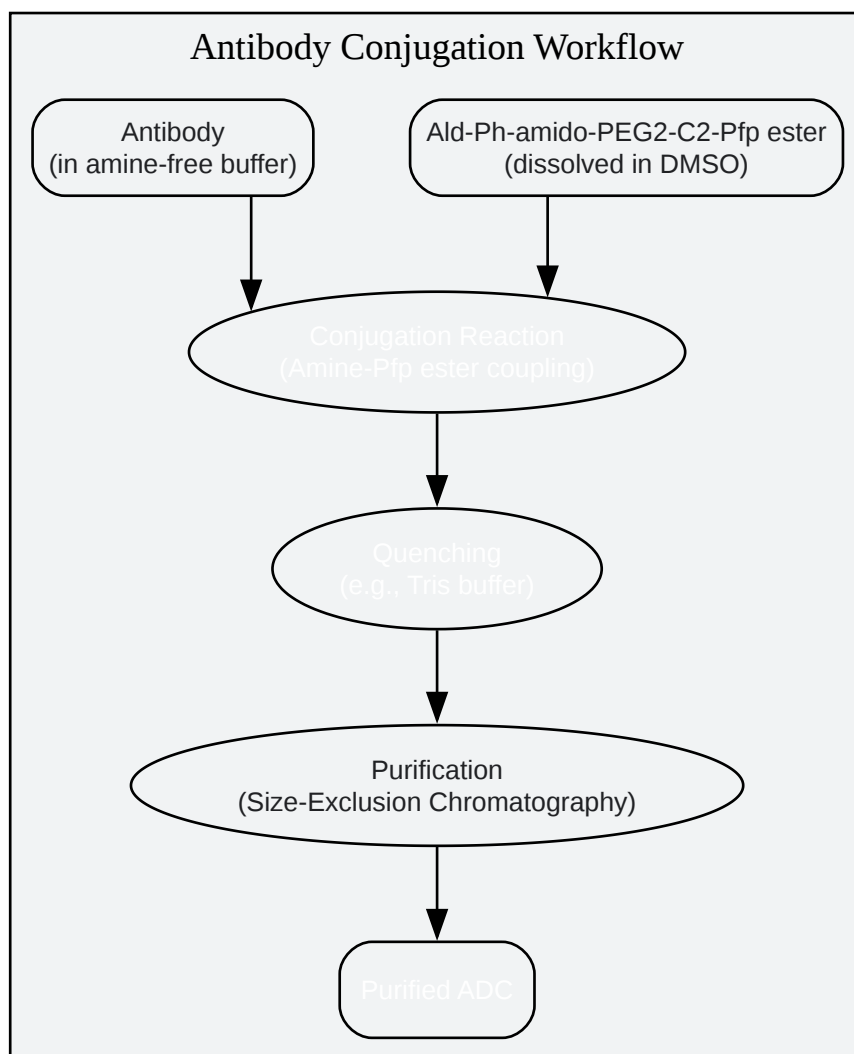 Antibody Conjugation Workflow
Antibody
(in amine-free buffer)
Ald-Ph-amido-PEG2-C2-Pfp ester
(dissolved in DMSO)
Conjugation Reaction
(Amine-Pfp ester coupling)
Quenching
(e.g., Tris buffer)
Purification
(Size-Exclusion Chromatography)
Purified ADC